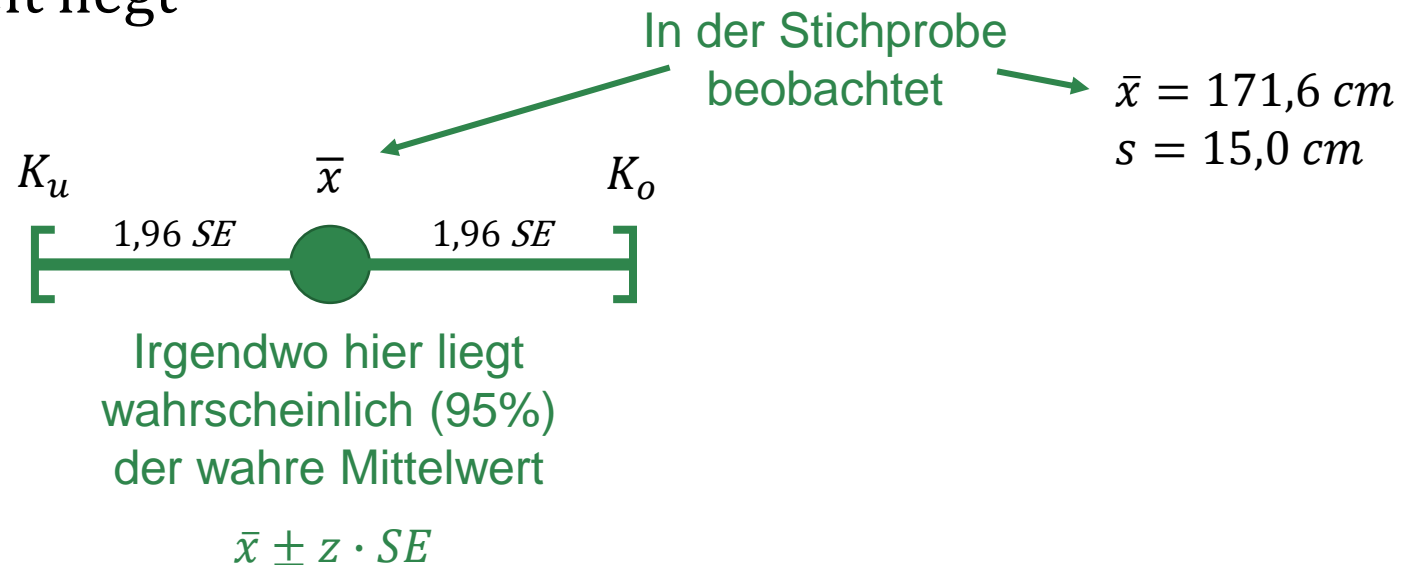 liegt
In der Stichprobe
beobachtet
x̄ = 171,6 cm
s = 15,0 cm
K_u
x̄
K_o
1,96 SE
1,96 SE
Irgendwo hier liegt
wahrscheinlich (95%)
der wahre Mittelwert
x̄ ± z · SE